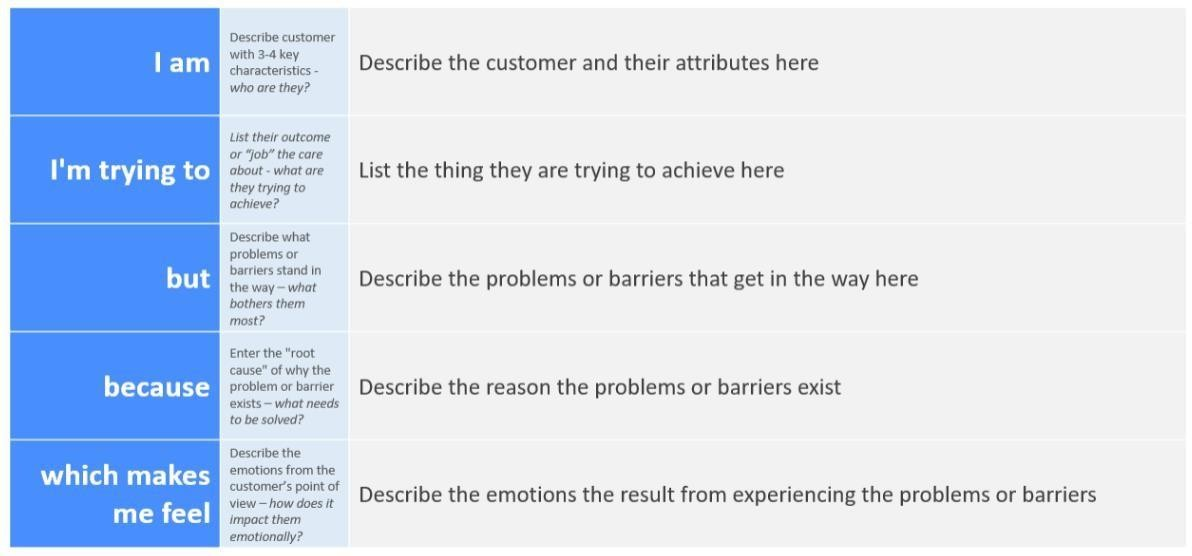 I am
Describe customer
with 3-4 key
characteristics -
who are they?
Describe the customer and their attributes here
I'm trying to
List their outcome
or “job” the care
about - what are
they trying to
achieve?
List the thing they are trying to achieve here
but
Describe what
problems or
barriers stand in
the way – what
bothers them
most?
Describe the problems or barriers that get in the way here
because
Enter the "root
cause" of why the
problem or barrier
exists – what needs
to be solved?
Describe the reason the problems or barriers exist
which makes
me feel
Describe the
emotions from the
customer’s point of
view – how does it
impact them
emotionally?
Describe the emotions the result from experiencing the problems or barriers